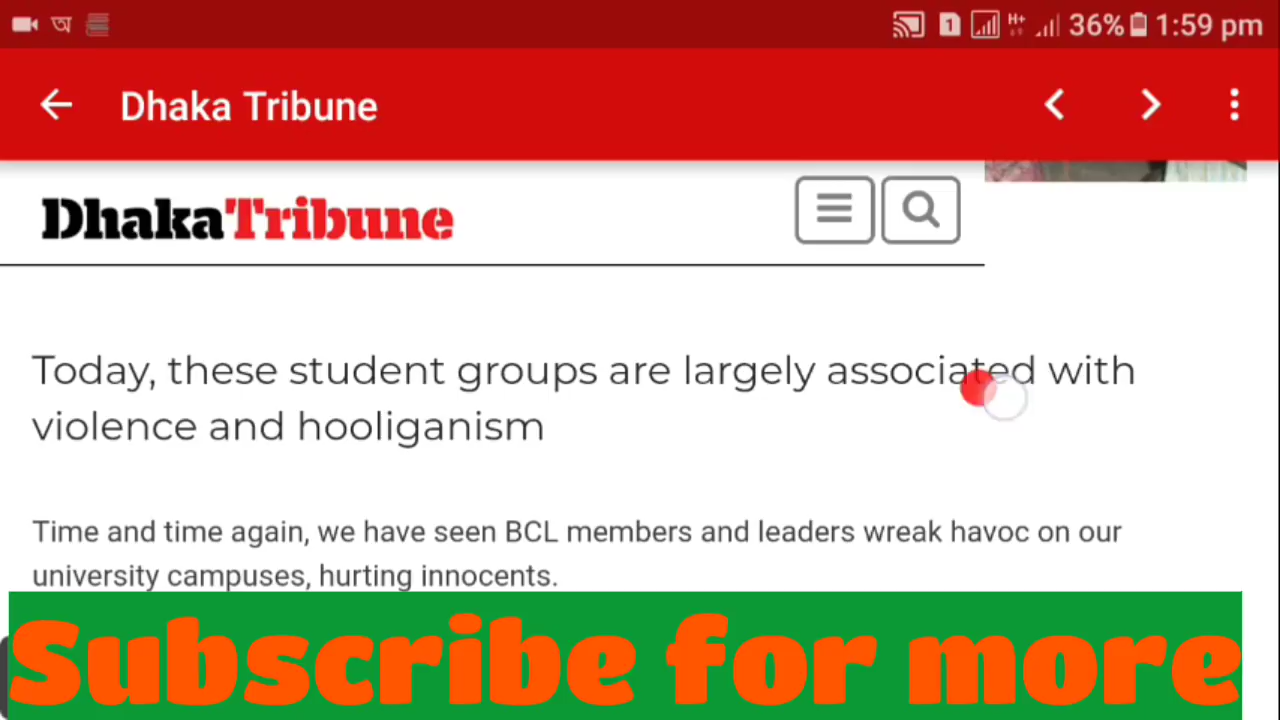 অ 1 H+ 36% 1:59 pm
Dhaka Tribune
DhakaTribune
Today, these student groups are largely associated with
violence and hooliganism
Time and time again, we have seen BCL members and leaders wreak havoc on our
university campuses, hurting innocents.
Subscribe for more